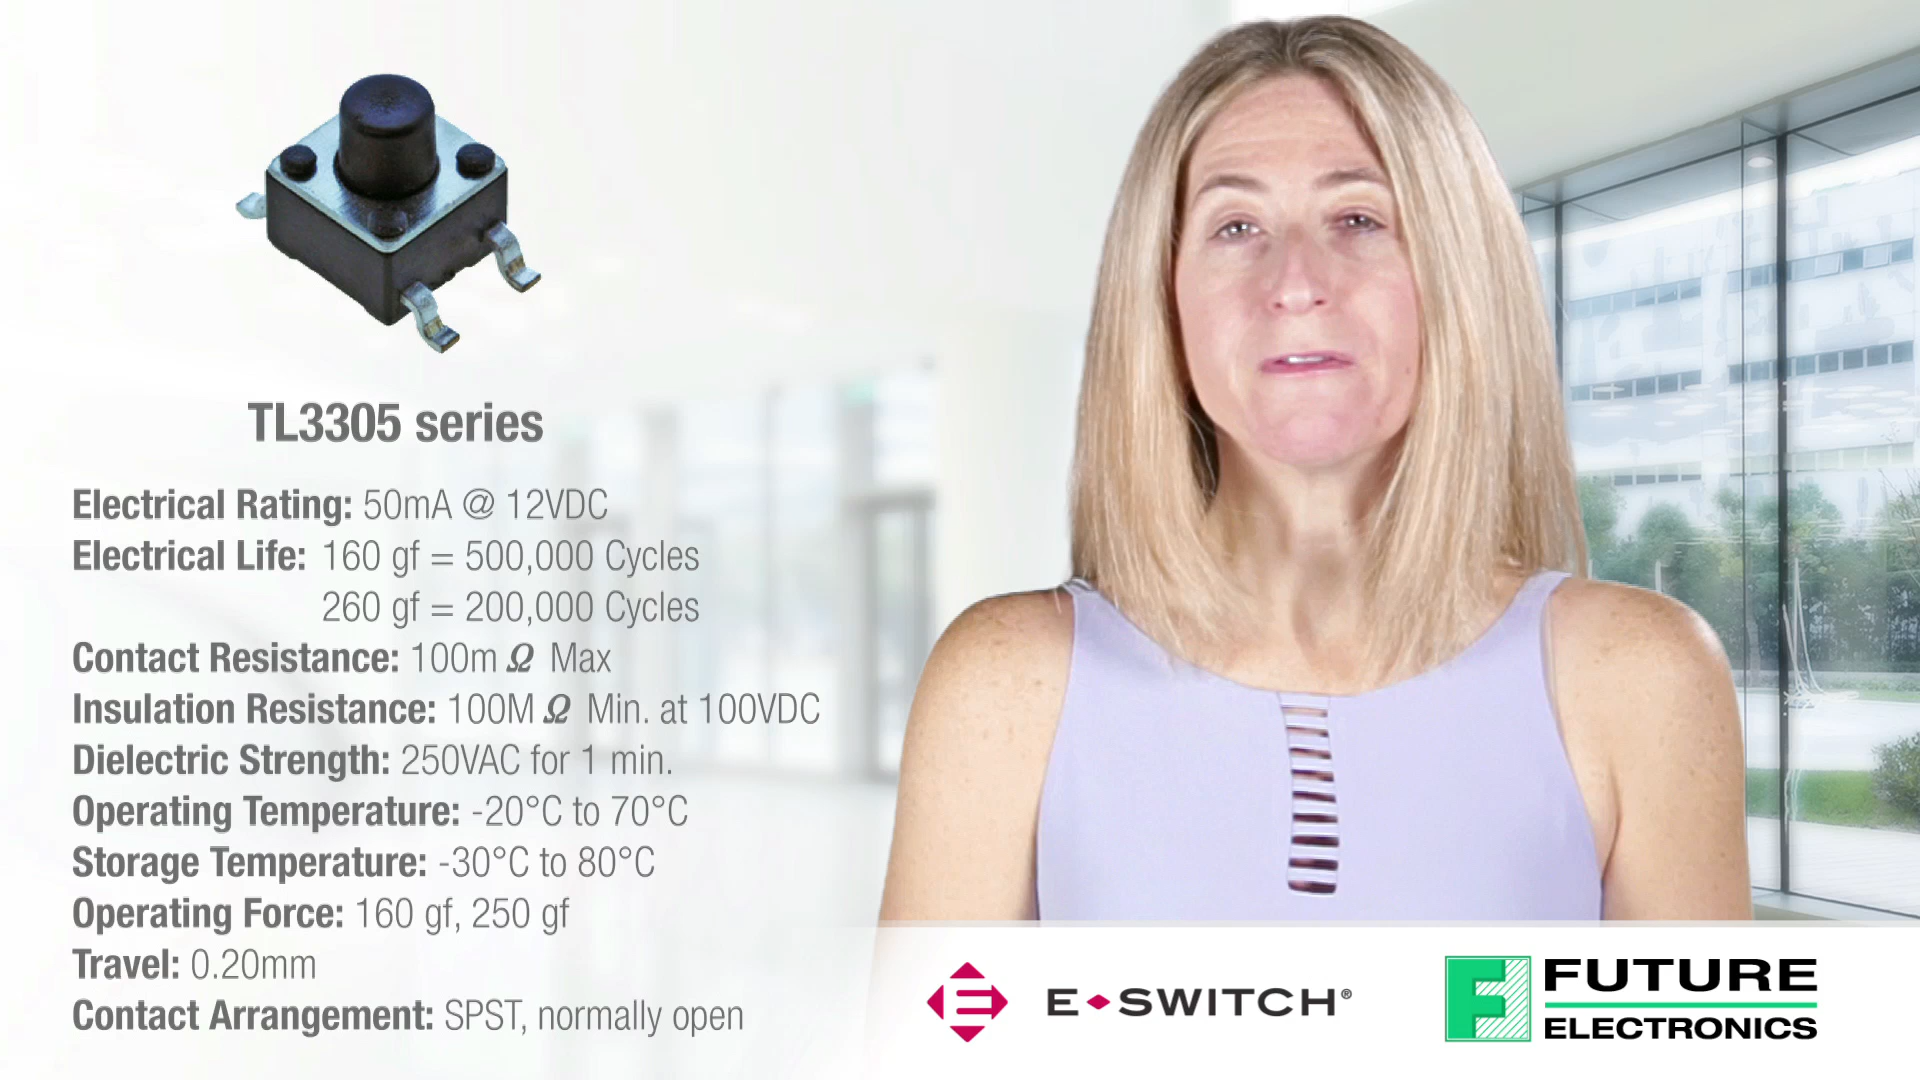 TL3305 series
Electrical Rating: 50mA @ 12VDC
Electrical Life: 160 gf = 500,000 Cycles
260 gf = 200,000 Cycles
Contact Resistance: 100mΩ Max
Insulation Resistance: 100MΩ Min. at 100VDC
Dielectric Strength: 250VAC for 1 min.
Operating Temperature: -20°C to 70°C
Storage Temperature: -30°C to 80°C
Operating Force: 160 gf, 250 gf
Travel: 0.20mm
Contact Arrangement: SPST, normally open
E•SWITCH®
FUTURE
ELECTRONICS